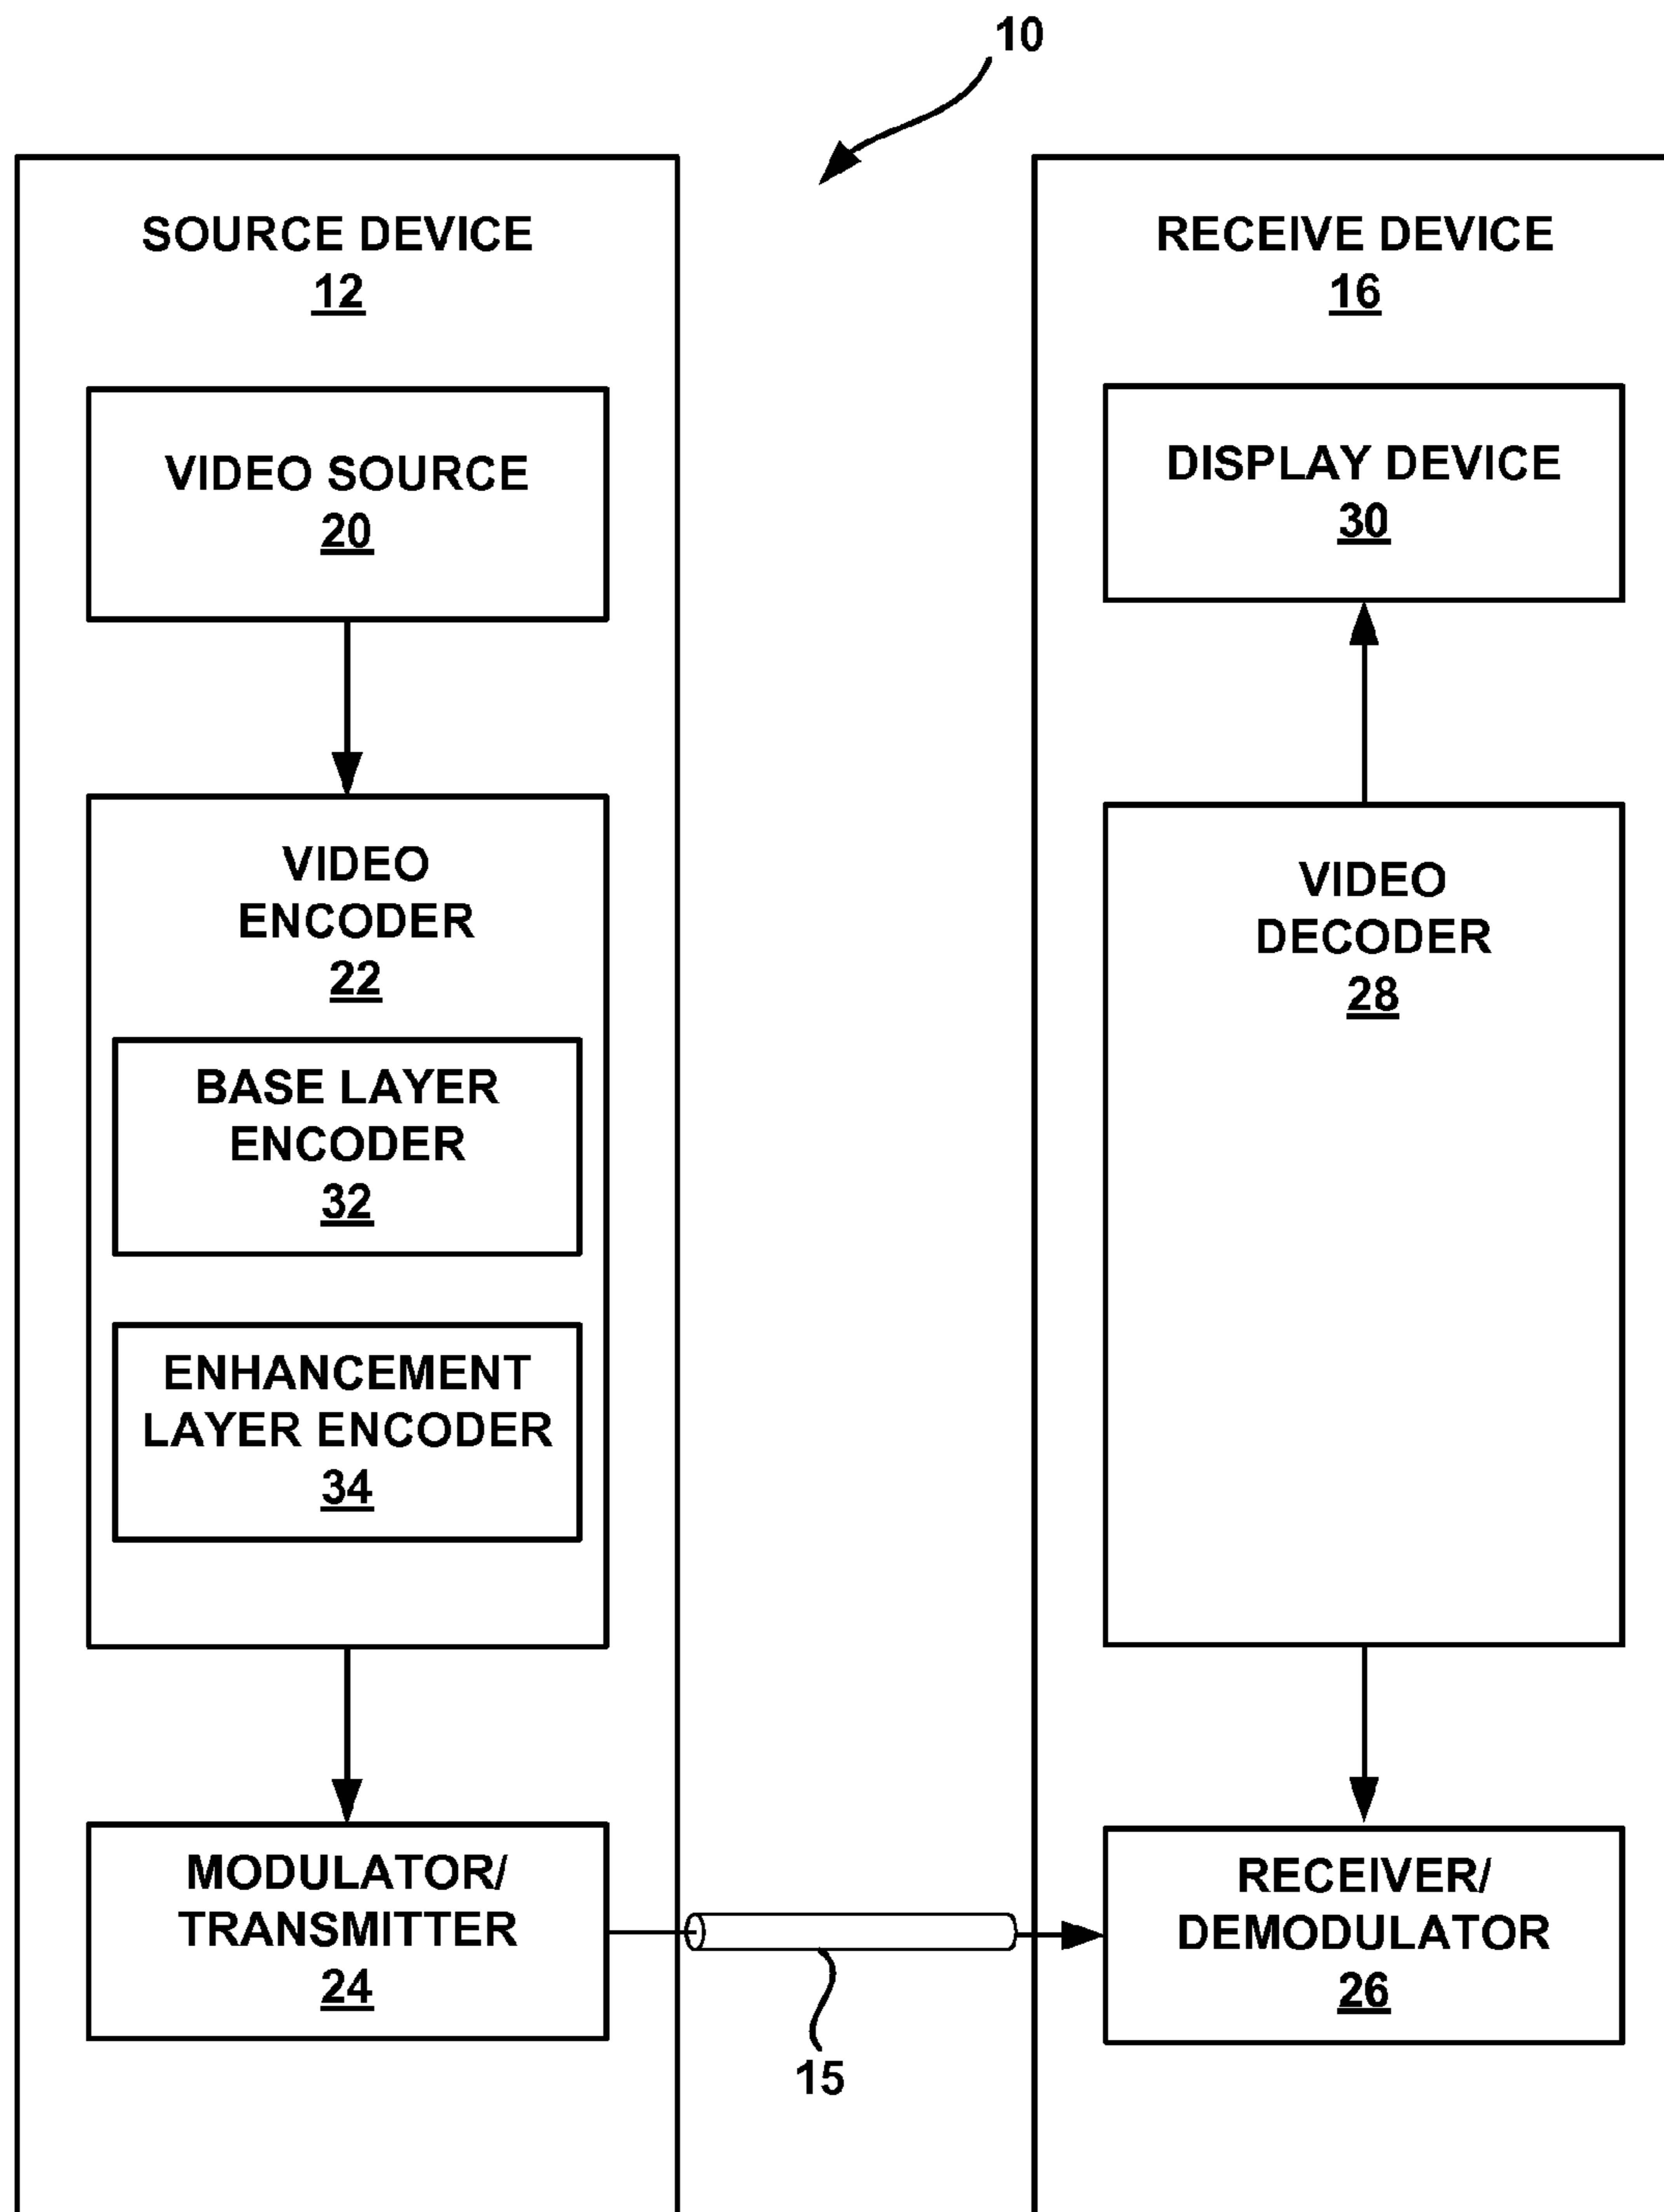 10
SOURCE DEVICE
12
VIDEO SOURCE
20
VIDEO
ENCODER
22
BASE LAYER
ENCODER
32
ENHANCEMENT
LAYER ENCODER
34
MODULATOR/
TRANSMITTER
24
15
RECEIVE DEVICE
16
DISPLAY DEVICE
30
VIDEO
DECODER
28
RECEIVER/
DEMODULATOR
26